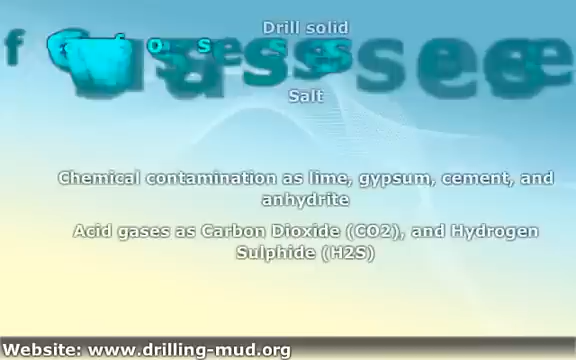 Drill solid
Salt
Chemical contamination as lime, gypsum, cement, and
anhydrite
Acid gases as Carbon Dioxide (CO2), and Hydrogen
Sulphide (H2S)
Website: www.drilling-mud.org